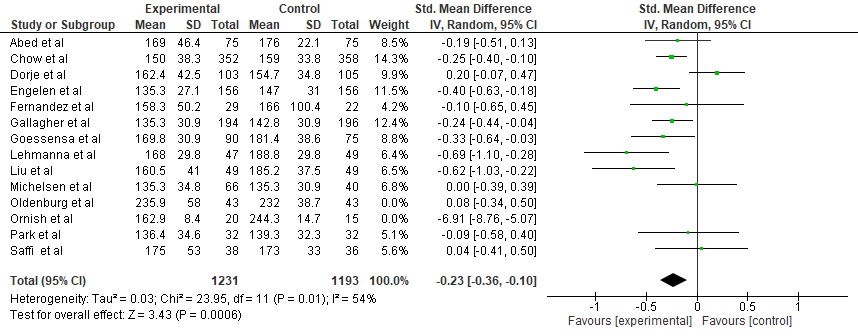 Experimental Control Std. Mean Difference Std. Mean Difference
Study or Subgroup Mean SD Total Mean SD Total Weight IV, Random, 95% CI IV, Random, 95% CI
Abed et al 169 46.4 75 176 22.1 75 8.5% -0.19 [-0.51, 0.13]
Chow et al 150 38.3 352 159 33.8 358 14.3% -0.25 [-0.40, -0.10]
Dorje et al 162.4 42.5 103 154.7 34.8 105 10.0% 0.20 [-0.07, 0.47]
Engelen et al 135.3 27.1 156 147 31 156 11.5% -0.40 [-0.63, -0.18]
Fernandez et al 158.3 50.2 29 166 100.4 22 4.2% -0.10 [-0.65, 0.45]
Gallagher et al 135.3 30.9 194 142.8 30.9 196 12.4% -0.24 [-0.44, -0.04]
Goessensa et al 169.8 30.9 90 181.4 38.6 75 8.9% -0.33 [-0.64, -0.03]
Lehmanna et al 168 29.8 47 188.8 29.8 49 6.4% -0.69 [-1.10, -0.28]
Liu et al 160.5 41 49 185.2 37.5 49 6.5% -0.62 [-1.03, -0.22]
Michelsen et al 135.3 34.8 66 135.3 30.9 40 6.8% 0.00 [-0.39, 0.39]
Oldenburg et al 235.9 58 43 232 38.7 43 0.0% 0.08 [-0.34, 0.50]
Ornish et al 162.9 8.4 20 244.3 14.7 15 0.0% -6.91 [-8.76, -5.07]
Park et al 136.4 34.6 32 139.3 32.3 32 5.1% -0.09 [-0.58, 0.40]
Saffi et al 175 53 38 173 33 36 5.6% 0.04 [-0.41, 0.50]
Total (95% CI) 1231 1193 100.0% -0.23 [-0.36, -0.10]
Heterogeneity: Tau² = 0.03; Chi² = 23.95, df = 11 (P = 0.01); I² = 54%
Test for overall effect: Z = 3.43 (P = 0.0006)
-1 -0.5 0 0.5 1
Favours [experimental] Favours [control]